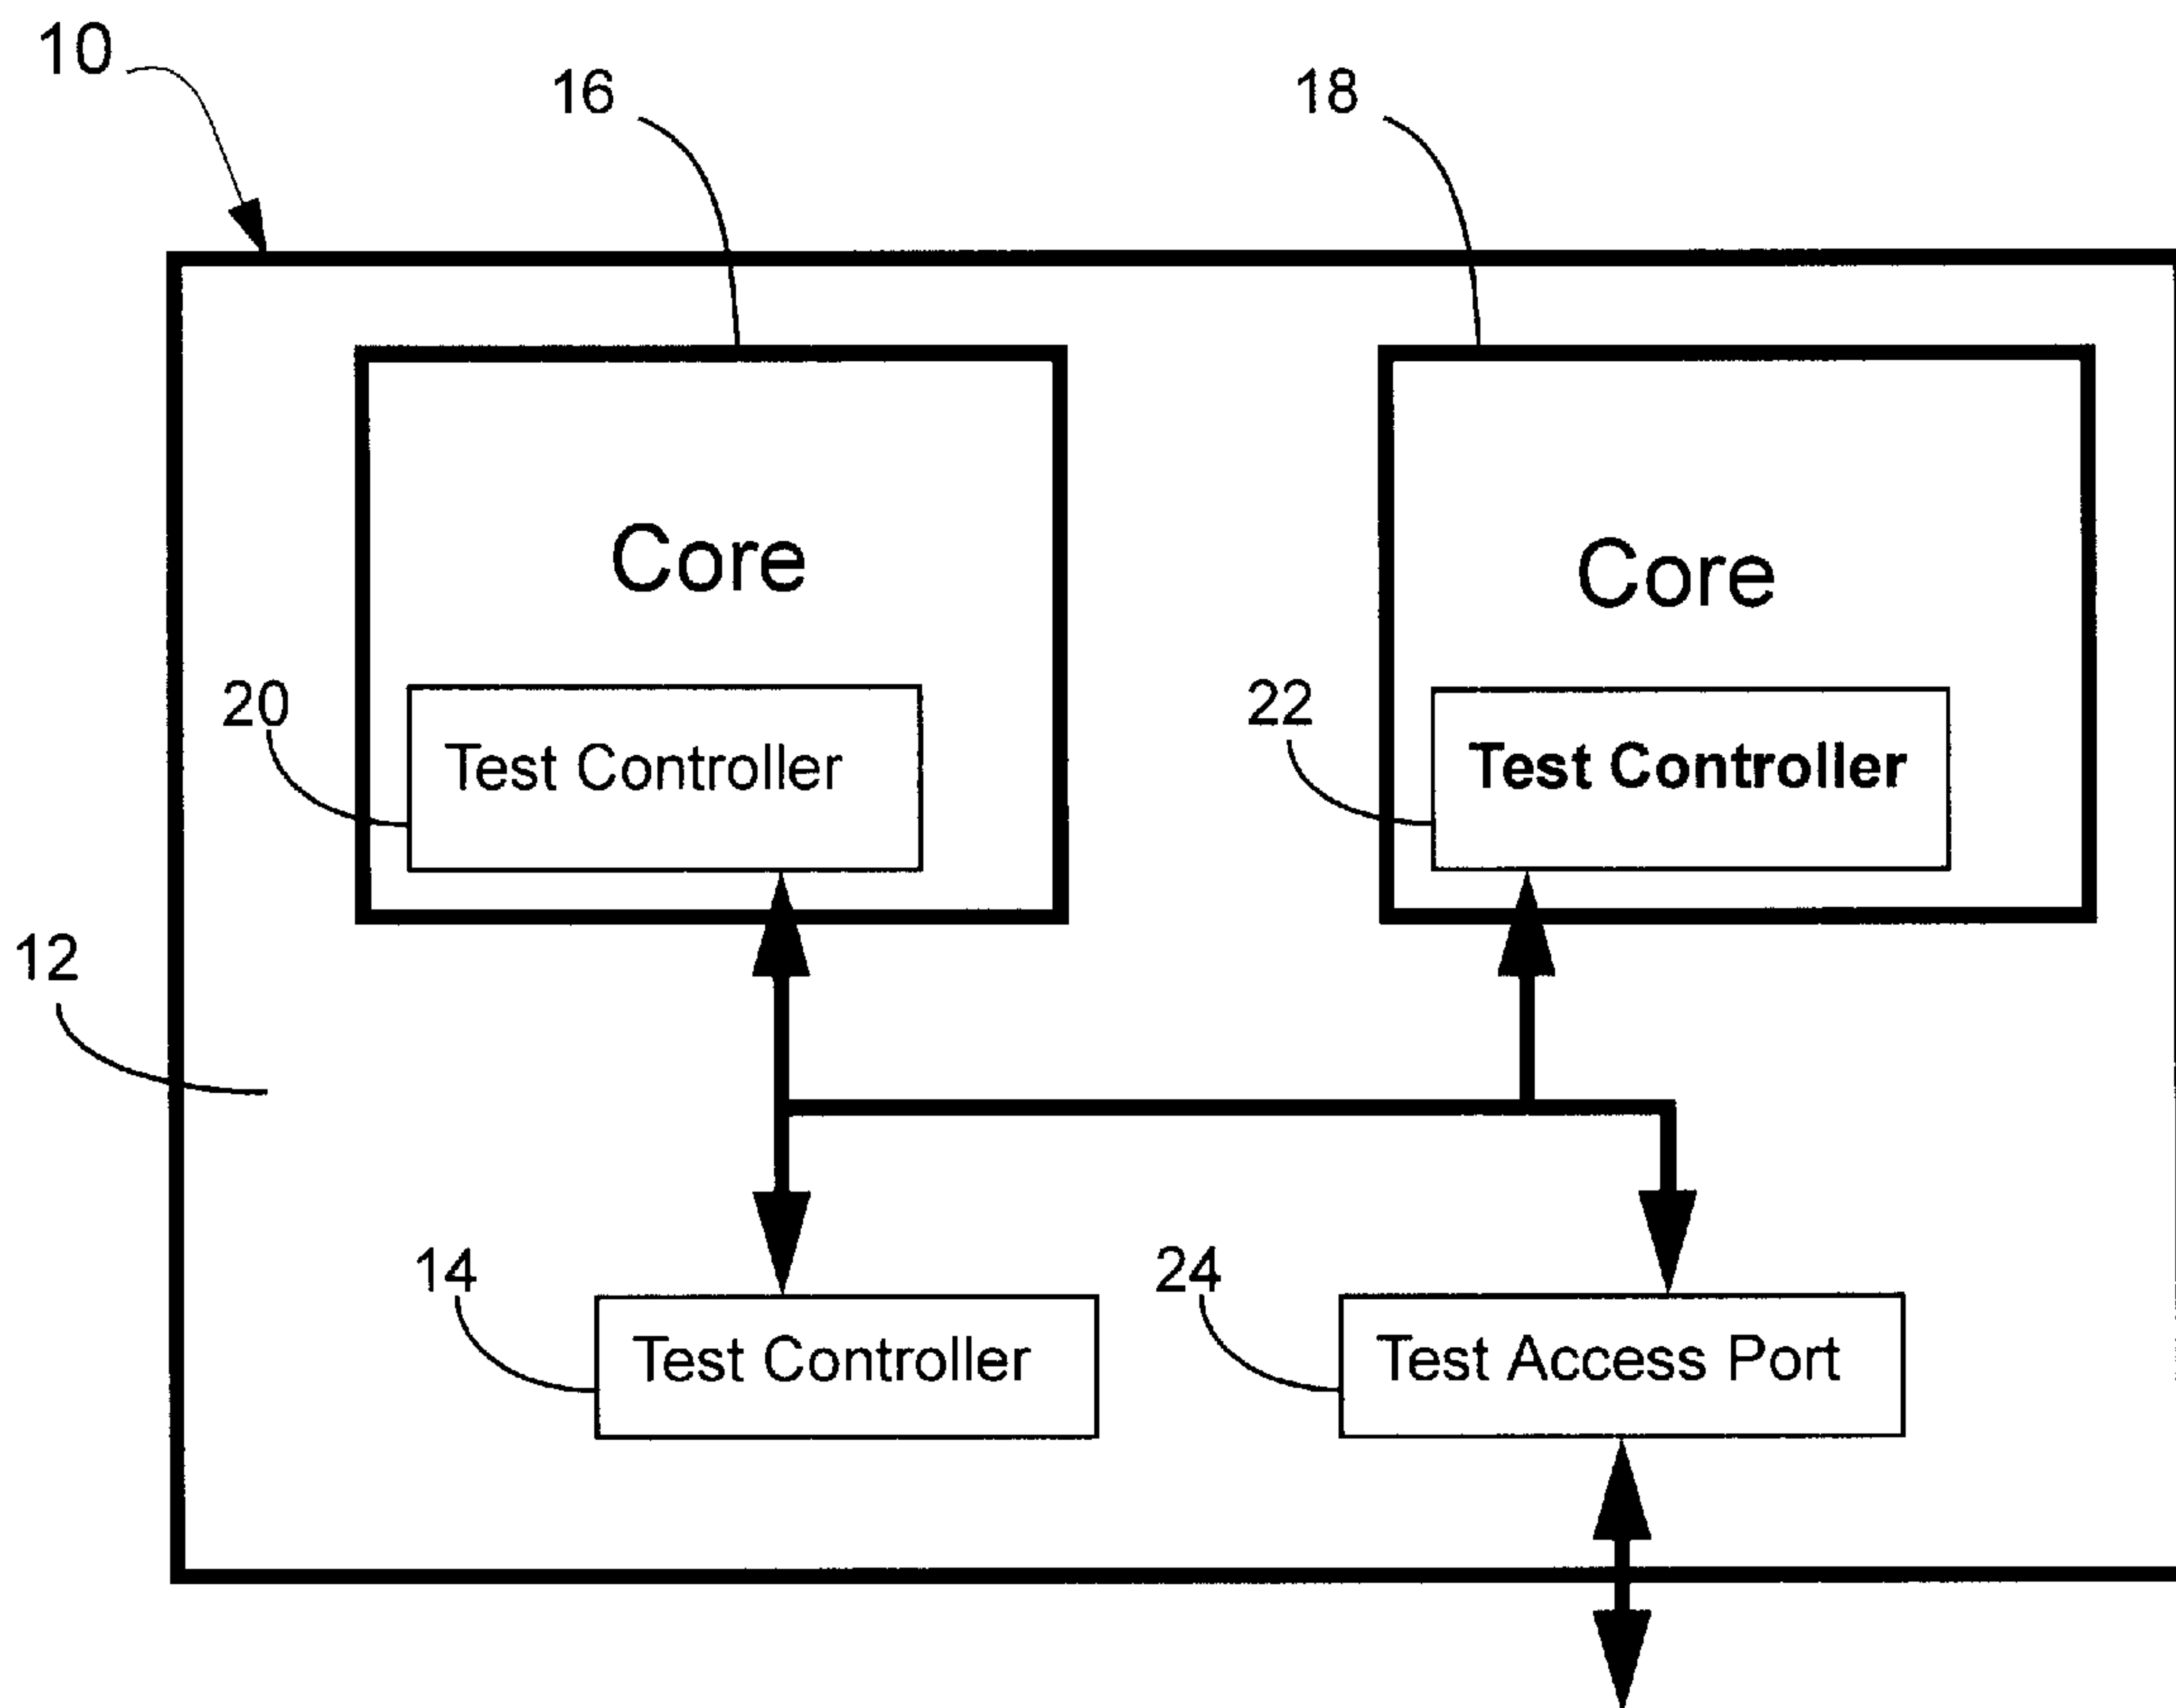 10
16
18
Core
Core
20
Test Controller
22
Test Controller
12
14
Test Controller
24
Test Access Port